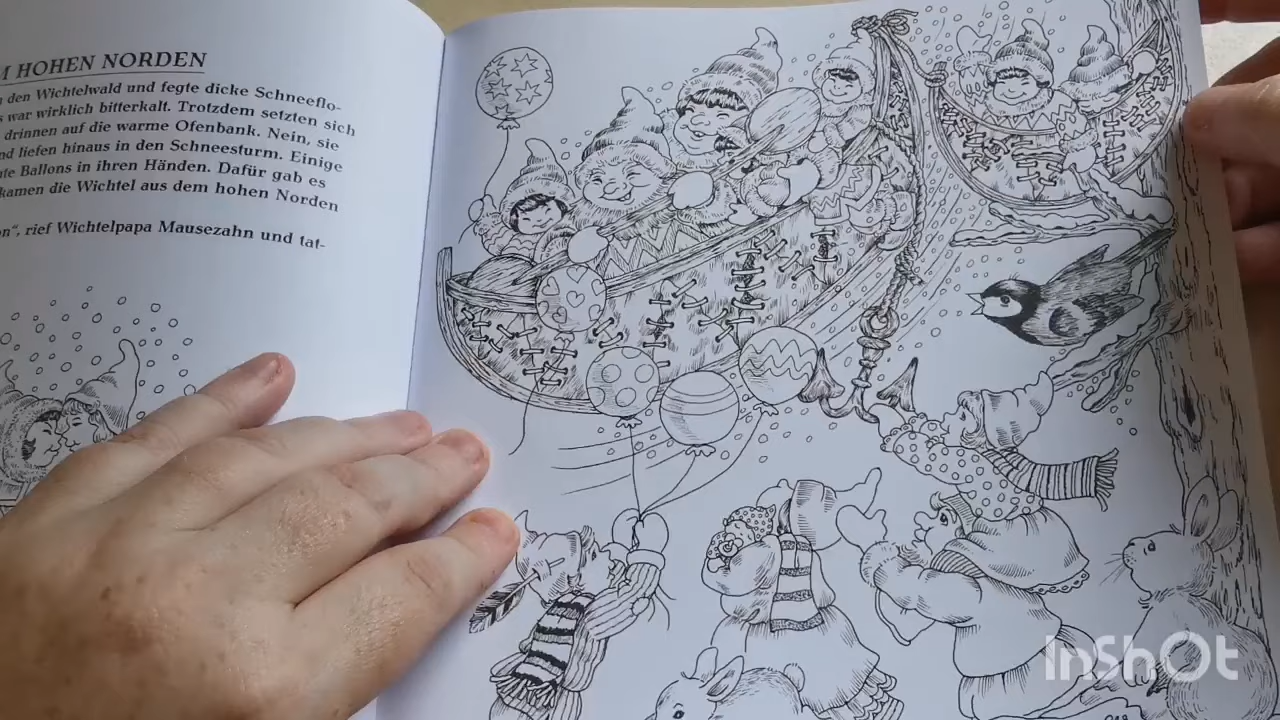 M HOHEN NORDEN
den Wichtelwald und fegte dicke Schneeflo-
s war wirklich bitterkalt. Trotzdem setzten sich
drinnen auf die warme Ofenbank. Nein, sie
nd liefen hinaus in den Schneesturm. Einige
te Ballons in ihren Händen. Dafür gab es
kamen die Wichtel aus dem hohen Norden
n“, rief Wichtelpapa Mausezahn und tat-
InShOt